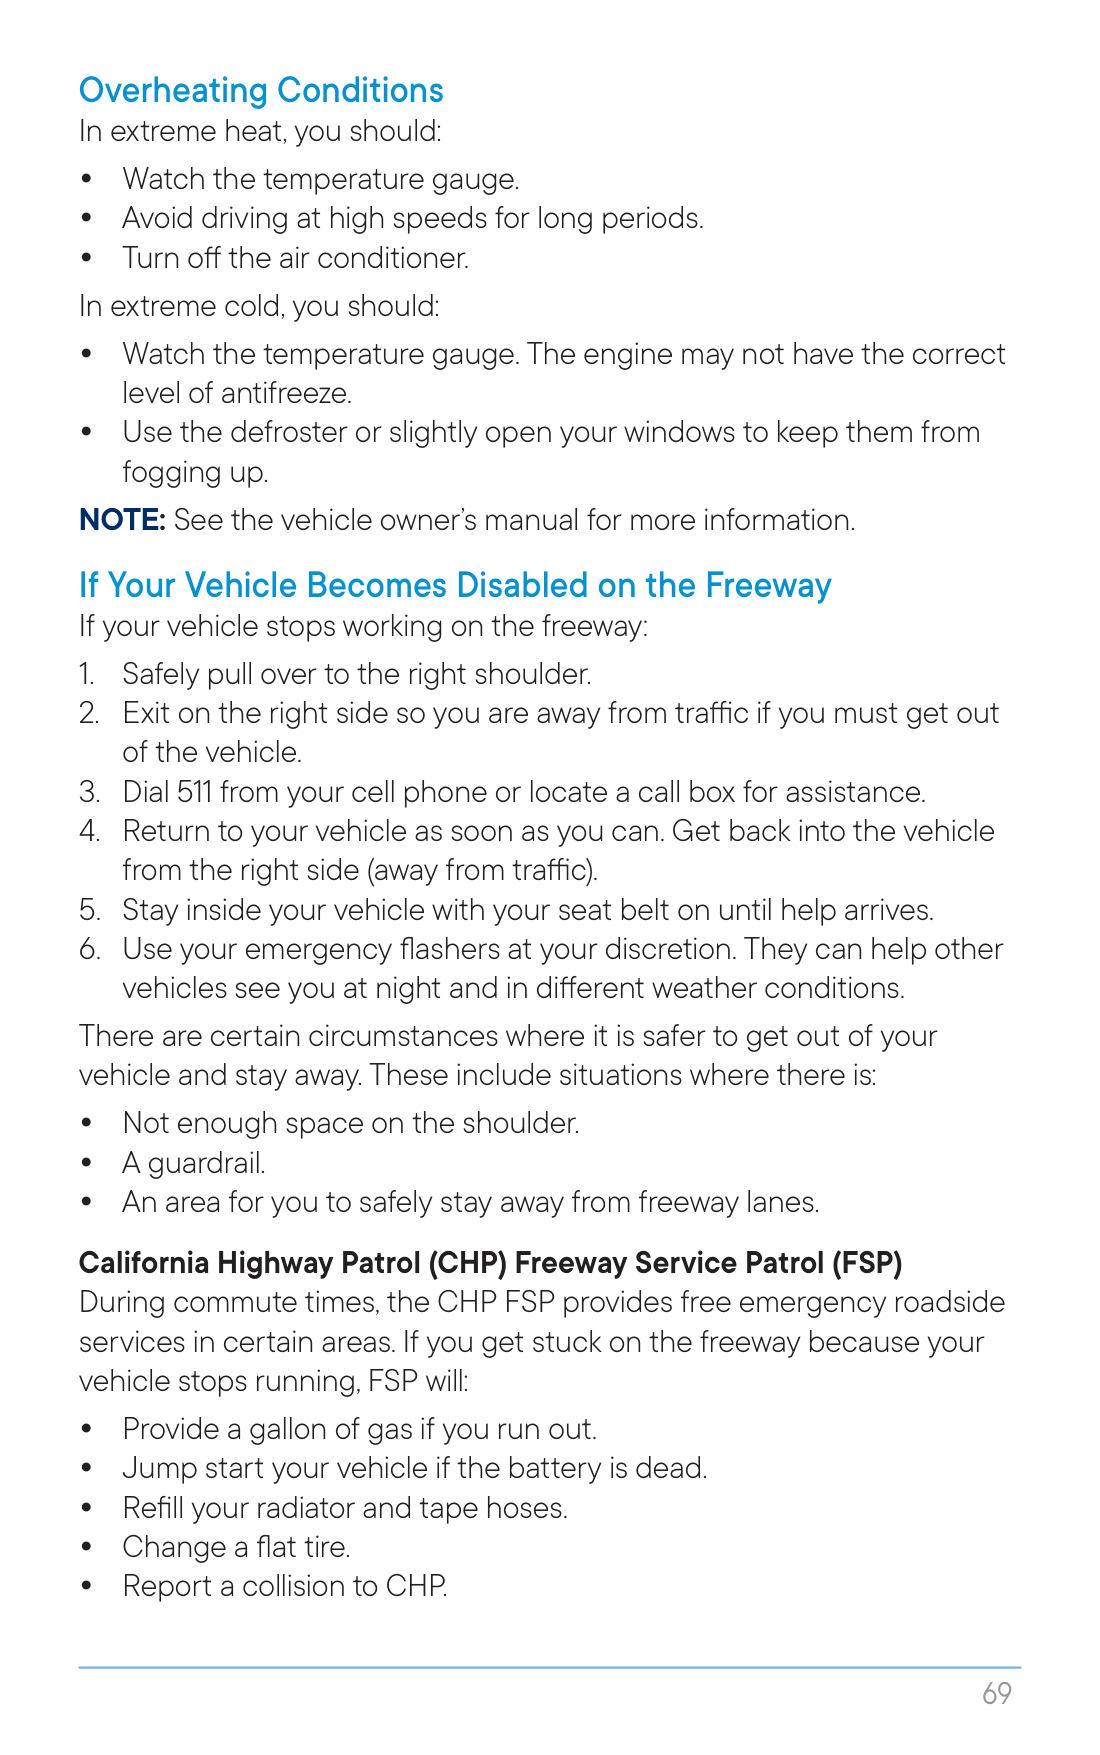 Overheating Conditions
In extreme heat, you should:
• Watch the temperature gauge.
• Avoid driving at high speeds for long periods.
• Turn off the air conditioner.
In extreme cold, you should:
• Watch the temperature gauge. The engine may not have the correct
level of antifreeze.
• Use the defroster or slightly open your windows to keep them from
fogging up.
NOTE: See the vehicle owner’s manual for more information.
If Your Vehicle Becomes Disabled on the Freeway
If your vehicle stops working on the freeway:
1. Safely pull over to the right shoulder.
2. Exit on the right side so you are away from traffic if you must get out
of the vehicle.
3. Dial 511 from your cell phone or locate a call box for assistance.
4. Return to your vehicle as soon as you can. Get back into the vehicle
from the right side (away from traffic).
5. Stay inside your vehicle with your seat belt on until help arrives.
6. Use your emergency flashers at your discretion. They can help other
vehicles see you at night and in different weather conditions.
There are certain circumstances where it is safer to get out of your
vehicle and stay away. These include situations where there is:
• Not enough space on the shoulder.
• A guardrail.
• An area for you to safely stay away from freeway lanes.
California Highway Patrol (CHP) Freeway Service Patrol (FSP)
During commute times, the CHP FSP provides free emergency roadside
services in certain areas. If you get stuck on the freeway because your
vehicle stops running, FSP will:
• Provide a gallon of gas if you run out.
• Jump start your vehicle if the battery is dead.
• Refill your radiator and tape hoses.
• Change a flat tire.
• Report a collision to CHP.
69